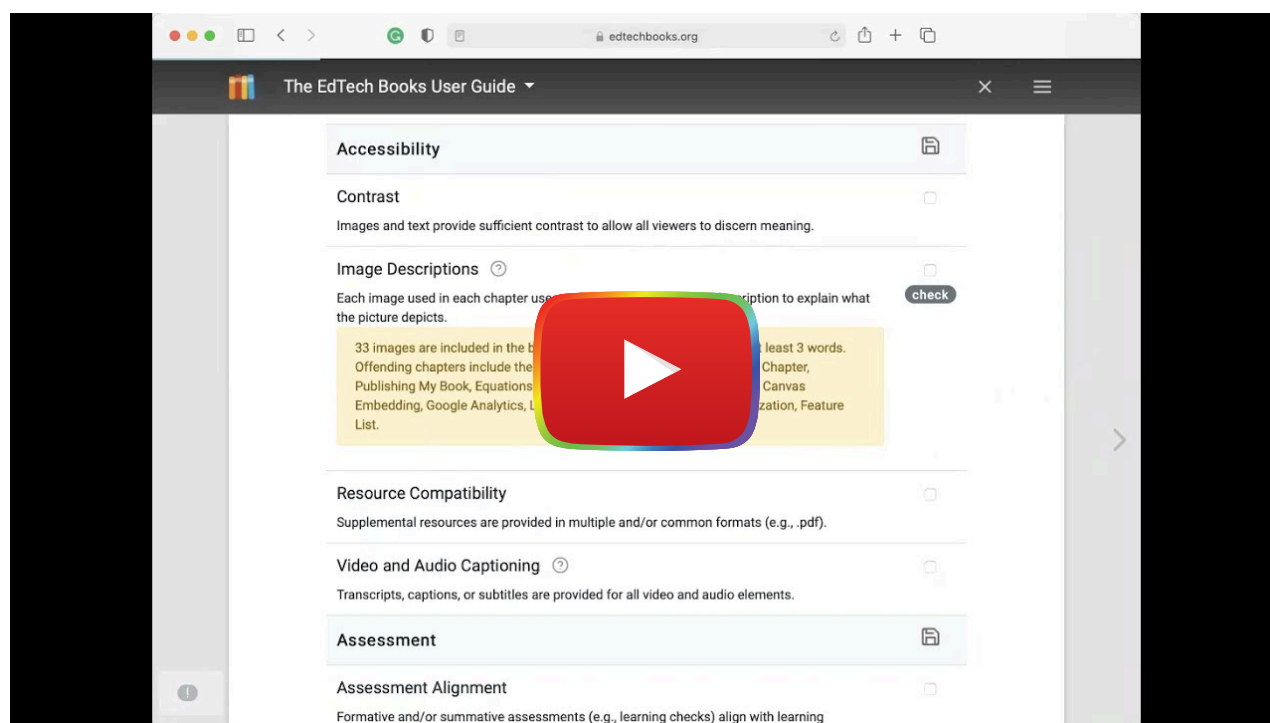 edtechbooks.org
The EdTech Books User Guide
Accessibility
Contrast
Images and text provide sufficient contrast to allow all viewers to discern meaning.
Image Descriptions
Each image used in each chapter description to explain what
check
the picture depicts.
33 images are included in the least 3 words.
Offending chapters include the Chapter,
Publishing My Book, Equations Canvas
Embedding, Google Analytics, Feature
List.
Resource Compatibility
Supplemental resources are provided in multiple and/or common formats (e.g., .pdf).
Video and Audio Captioning
Transcripts, captions, or subtitles are provided for all video and audio elements.
Assessment
Assessment Alignment
Formative and/or summative assessments (e.g., learning checks) align with learning